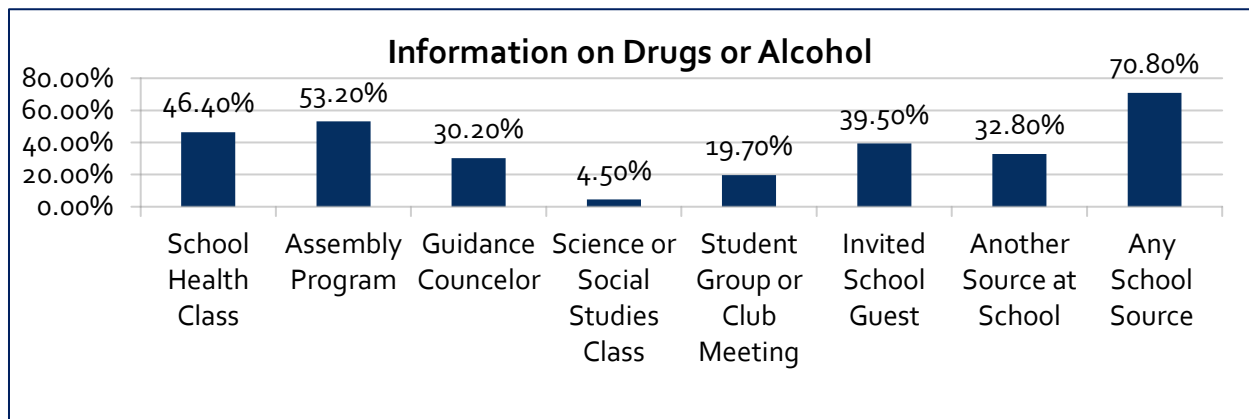 Information on Drugs or Alcohol
80.00%
60.00%
40.00%
20.00%
0.00%
46.40%
53.20%
30.20%
4.50%
19.70%
39.50%
32.80%
70.80%
School
Health
Class
Assembly
Program
Guidance
Councelor
Science or
Social
Studies
Class
Student
Group or
Club
Meeting
Invited
School
Guest
Another
Source at
School
Any
School
Source